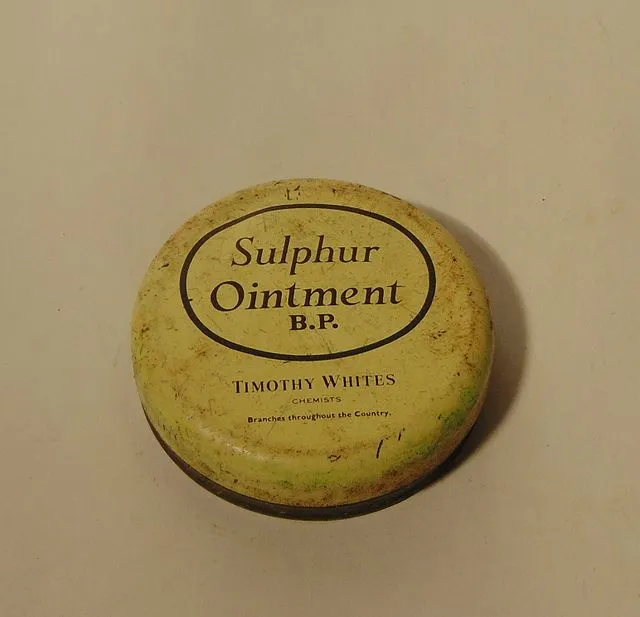 Sulphur
Ointment
B.P.
TIMOTHY WHITES
CHEMISTS
Branches throughout the Country.